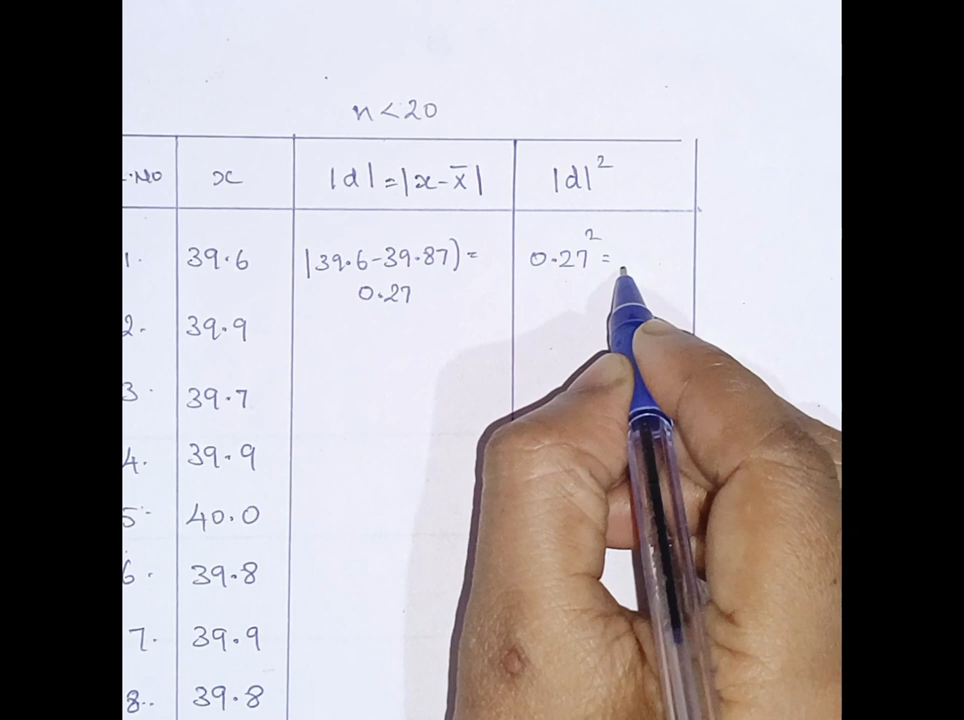 n<20
S.No x |d|=|x-x̄| |d|²
1. 39.6 |39.6-39.87)= 0.27² =
0.27
2. 39.9
3. 39.7
4. 39.9
5. 40.0
6. 39.8
7. 39.9
8. 39.8